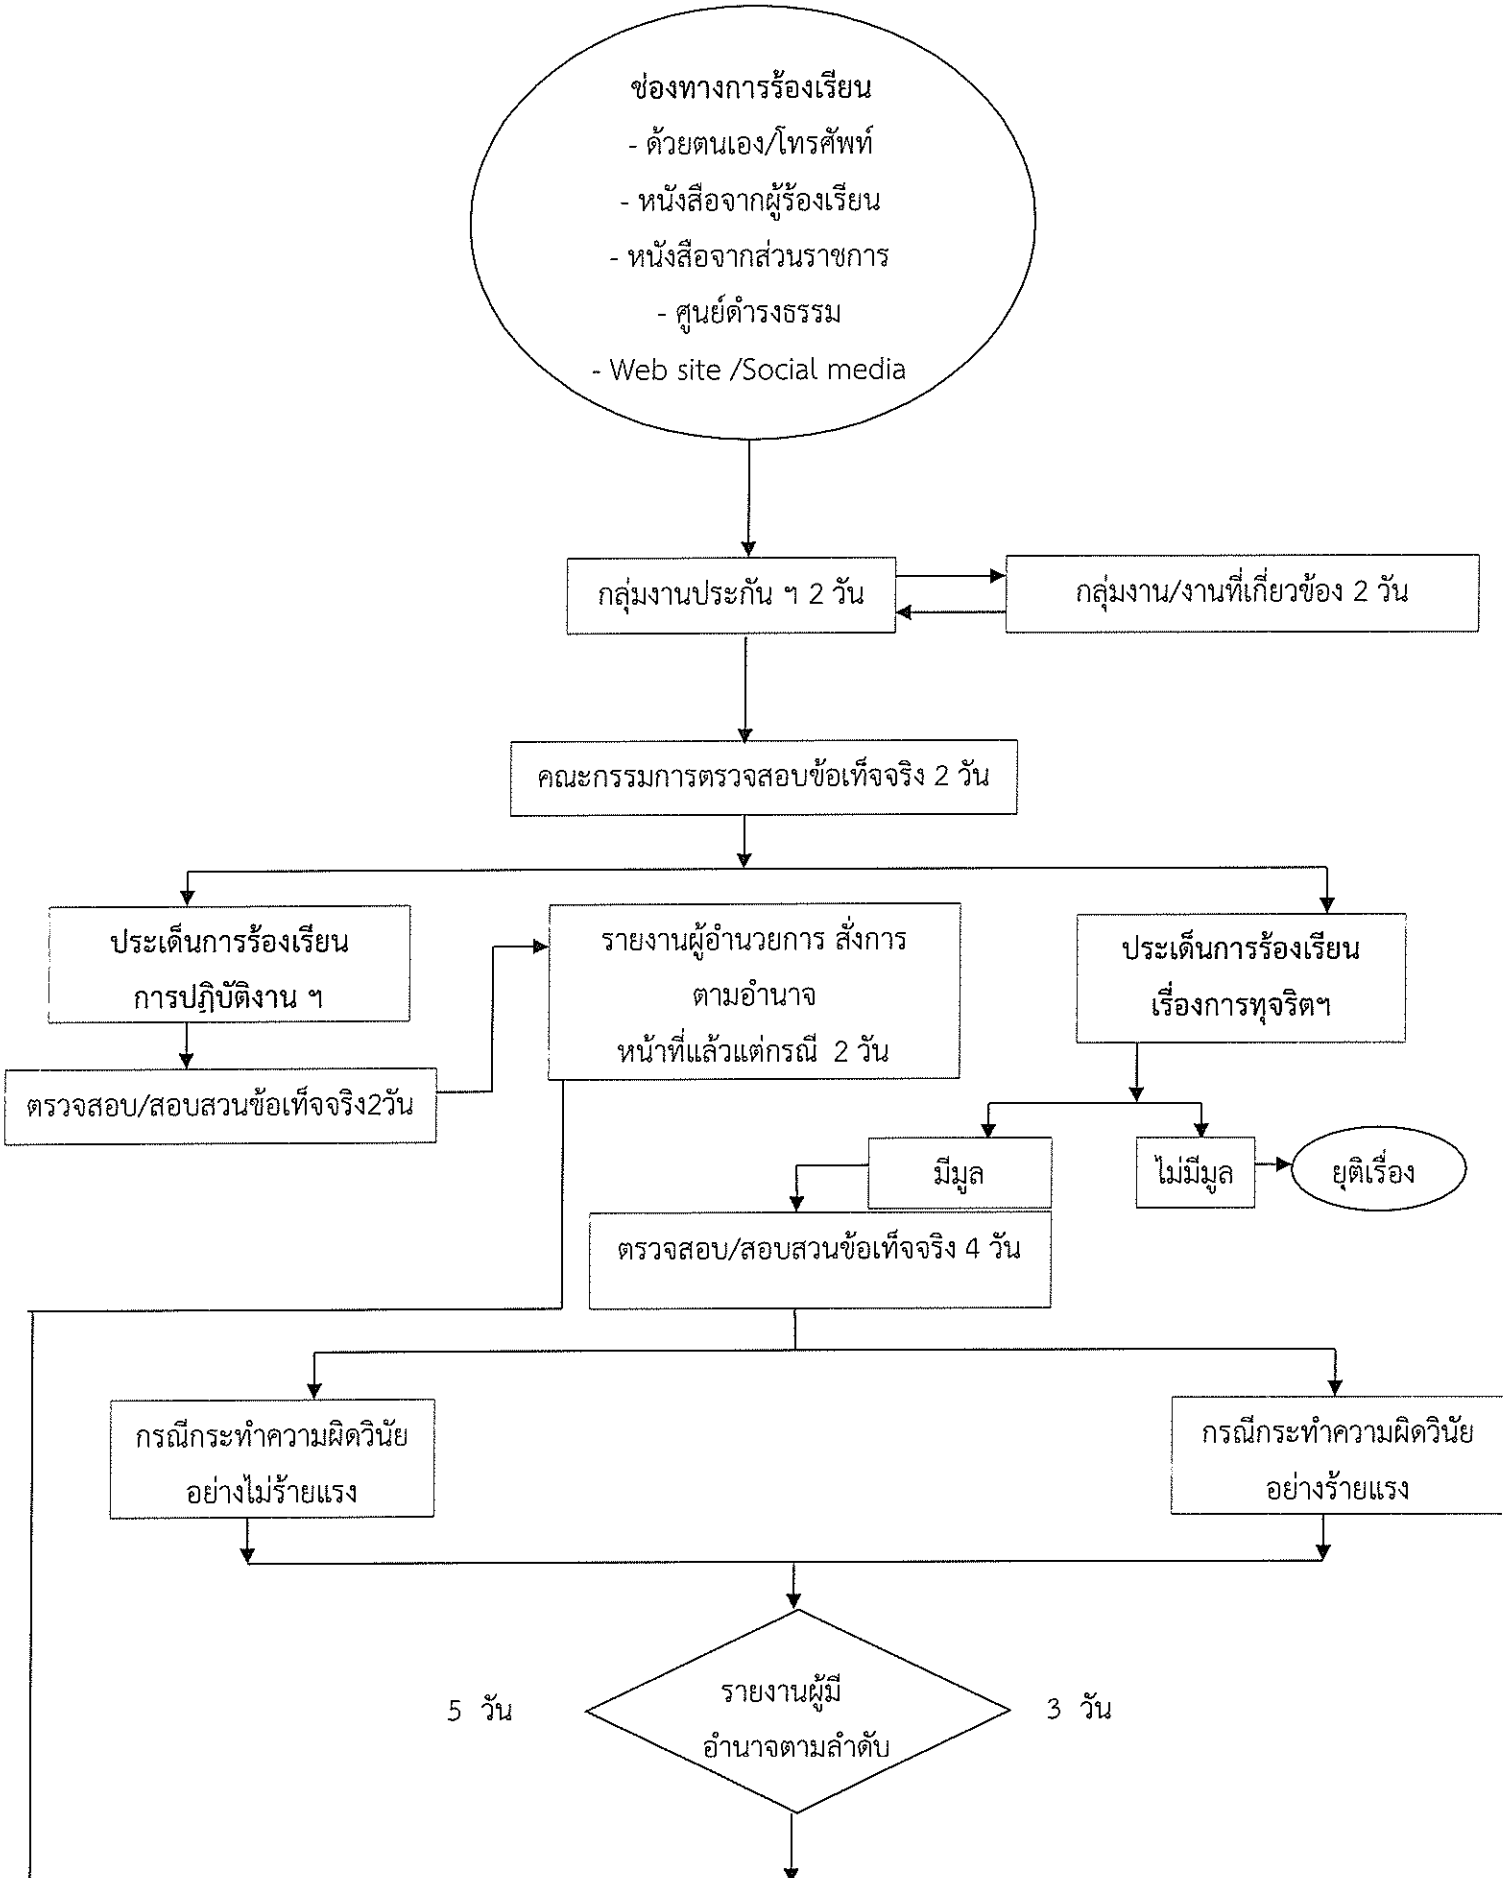 ช่องทางการร้องเรียน
- ด้วยตนเอง/โทรศัพท์
- หนังสือจากผู้ร้องเรียน
- หนังสือจากส่วนราชการ
- ศูนย์ดำรงธรรม
- Web site /Social media
กลุ่มงานประกัน ฯ 2 วัน
กลุ่มงาน/งานที่เกี่ยวข้อง 2 วัน
คณะกรรมการตรวจสอบข้อเท็จจริง 2 วัน
ประเด็นการร้องเรียน
การปฏิบัติงาน ฯ
รายงานผู้อำนวยการ สั่งการ
ตามอำนาจ
หน้าที่แล้วแต่กรณี 2 วัน
ประเด็นการร้องเรียน
เรื่องการทุจริตฯ
ตรวจสอบ/สอบสวนข้อเท็จจริง2วัน
มีมูล
ไม่มีมูล
ยุติเรื่อง
ตรวจสอบ/สอบสวนข้อเท็จจริง 4 วัน
กรณีกระทำความผิดวินัย
อย่างไม่ร้ายแรง
กรณีกระทำความผิดวินัย
อย่างร้ายแรง
5 วัน
รายงานผู้มี
อำนาจตามลำดับ
3 วัน